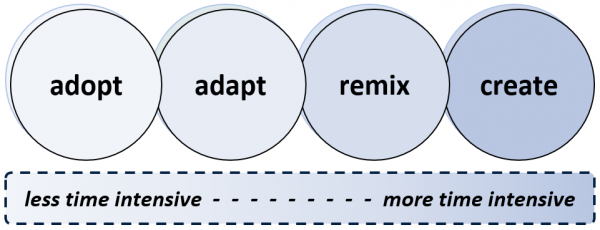 adopt adapt remix create
less time intensive - - - - - - - - - more time intensive